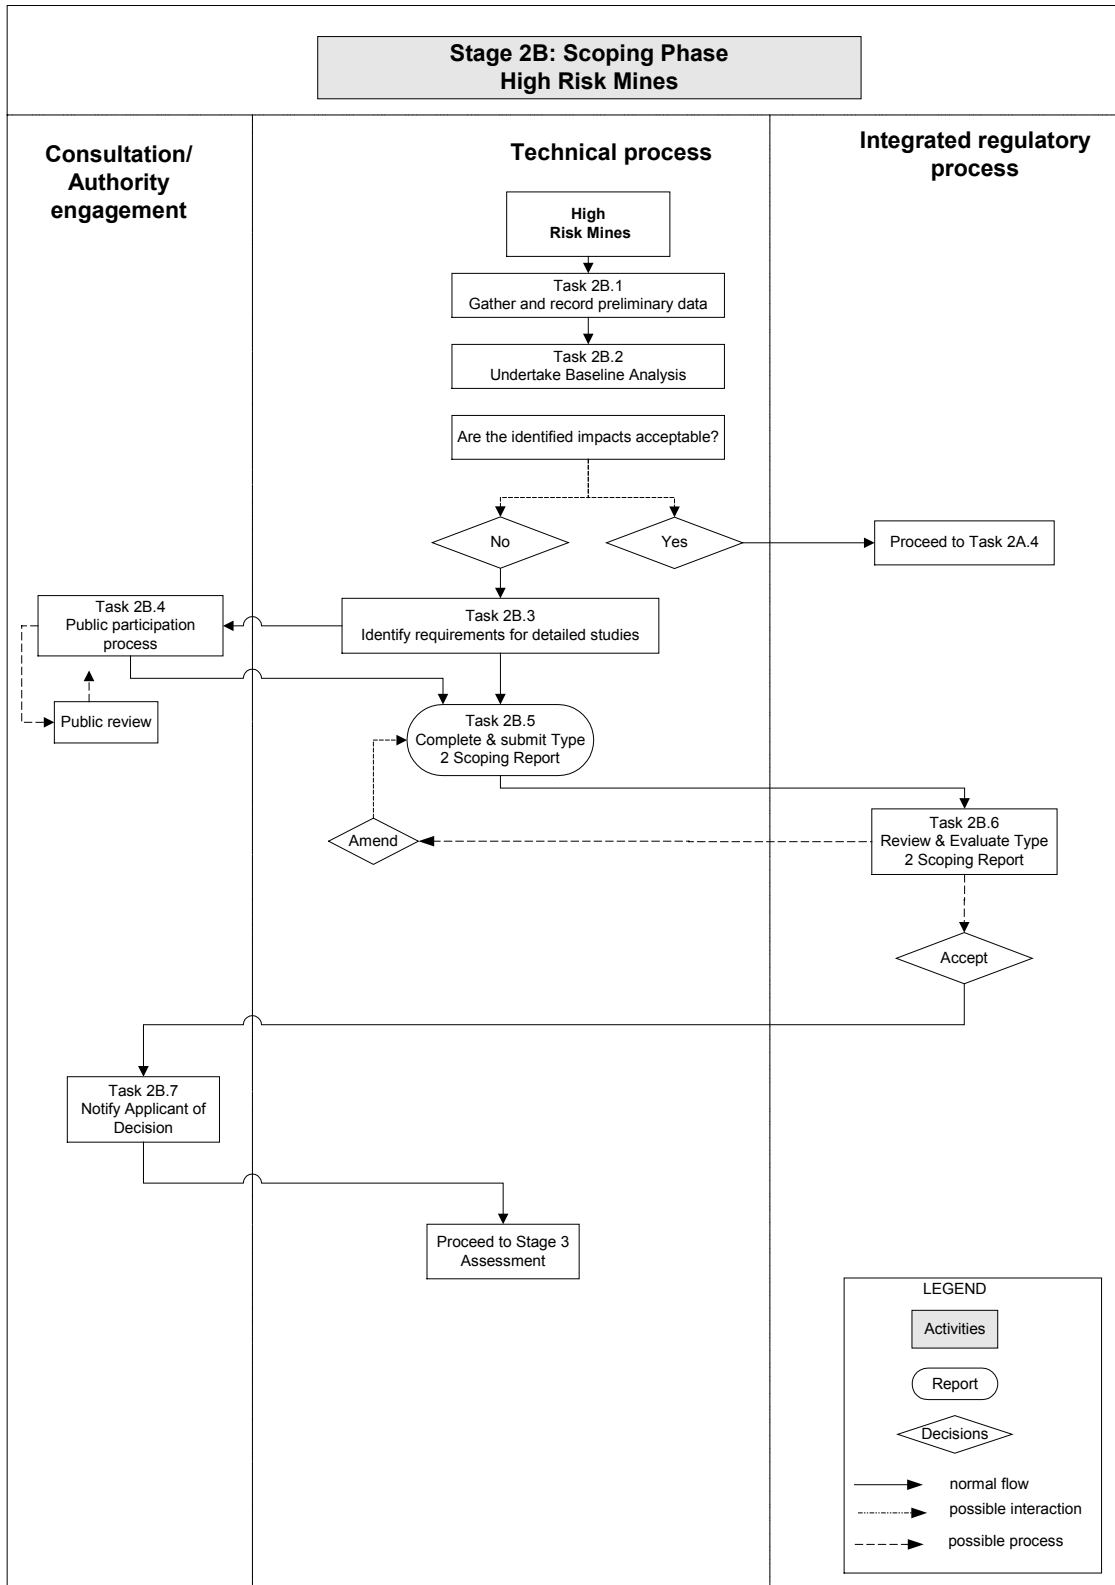 Stage 2B: Scoping Phase
High Risk Mines
Consultation/
Authority
engagement
Technical process
Integrated regulatory
process
High
Risk Mines
Task 2B.1
Gather and record preliminary data
Task 2B.2
Undertake Baseline Analysis
Are the identified impacts acceptable?
No
Yes
Proceed to Task 2A.4
Task 2B.4
Public participation
process
Task 2B.3
Identify requirements for detailed studies
Public review
Task 2B.5
Complete & submit Type
2 Scoping Report
Amend
Task 2B.6
Review & Evaluate Type
2 Scoping Report
Accept
Task 2B.7
Notify Applicant of
Decision
Proceed to Stage 3
Assessment
LEGEND
Activities
Report
Decisions
normal flow
possible interaction
possible process